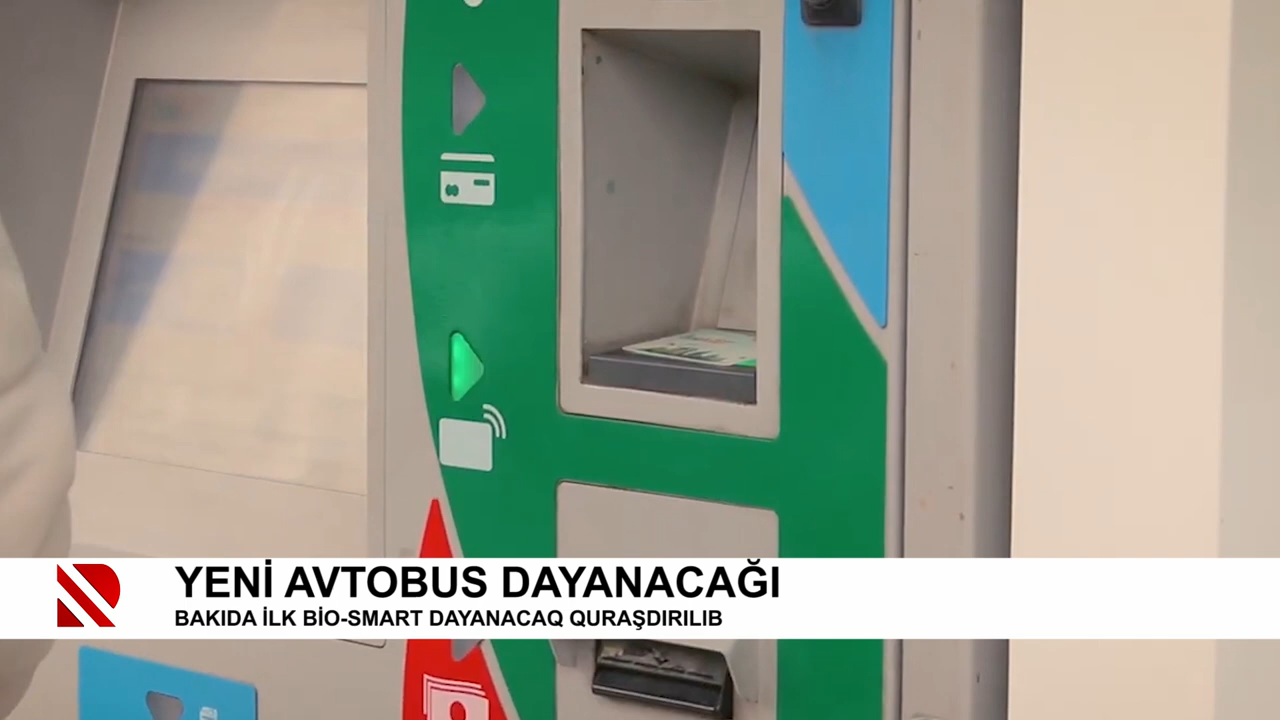 YENİ AVTOBUS DAYANACAĞI
BAKIDA İLK BİO-SMART DAYANACAQ QURAŞDIRILIB